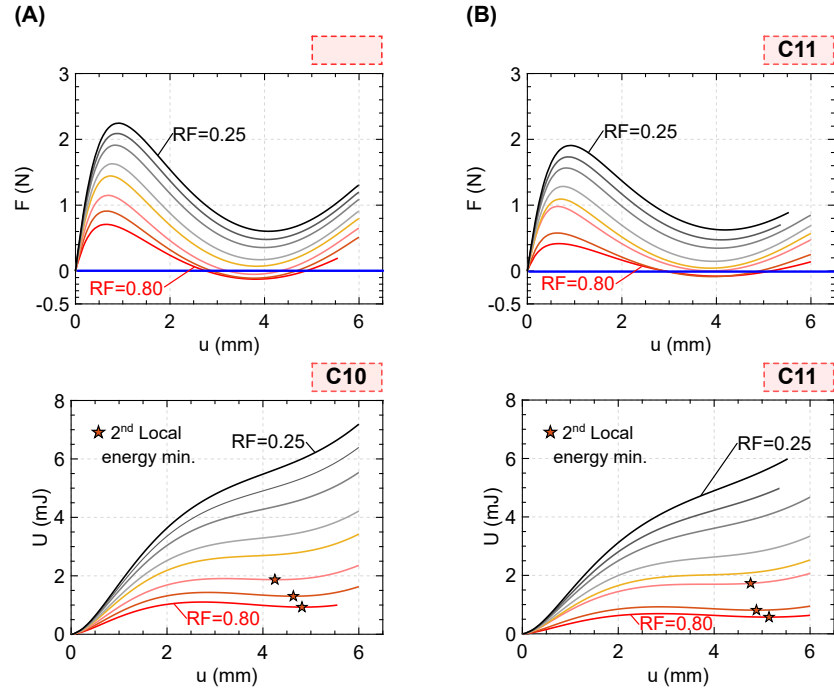 (A)
(B)
C11
3
2
1
0
-0.5
F (N)
RF=0.25
RF=0.80
0
2
4
6
u (mm)
3
2
1
0
-0.5
F (N)
RF=0.25
RF=0.80
0
2
4
6
u (mm)
C10
C11
8
6
4
2
0
U (mJ)
2nd Local
energy min.
RF=0.25
RF=0.80
0
2
4
6
u (mm)
8
6
4
2
0
U (mJ)
2nd Local
energy min.
RF=0.25
RF=0.80
0
2
4
6
u (mm)